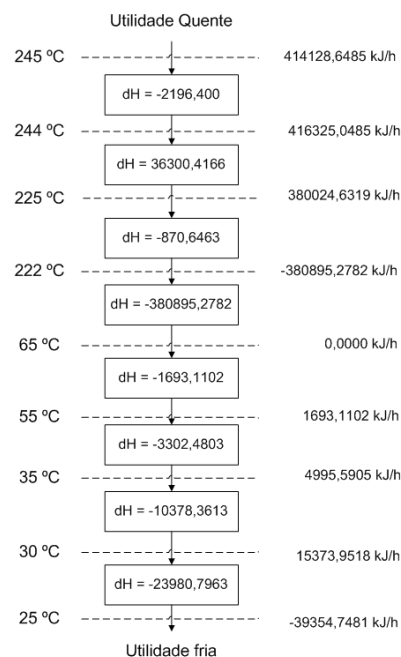 Utilidade Quente
245 ºC 414128,6485 kJ/h
dH = -2196,400
244 ºC 416325,0485 kJ/h
dH = 36300,4166
225 ºC 380024,6319 kJ/h
dH = -870,6463
222 ºC -380895,2782 kJ/h
dH = -380895,2782
65 ºC 0,0000 kJ/h
dH = -1693,1102
55 ºC 1693,1102 kJ/h
dH = -3302,4803
35 ºC 4995,5905 kJ/h
dH = -10378,3613
30 ºC 15373,9518 kJ/h
dH = -23980,7963
25 ºC -39354,7481 kJ/h
Utilidade fria